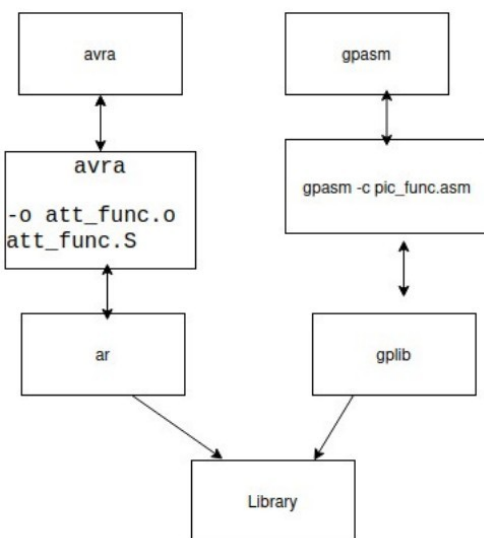 avra
gpasm
avra
-o att_func.o
att_func.S
gpasm -c pic_func.asm
ar
gplib
Library